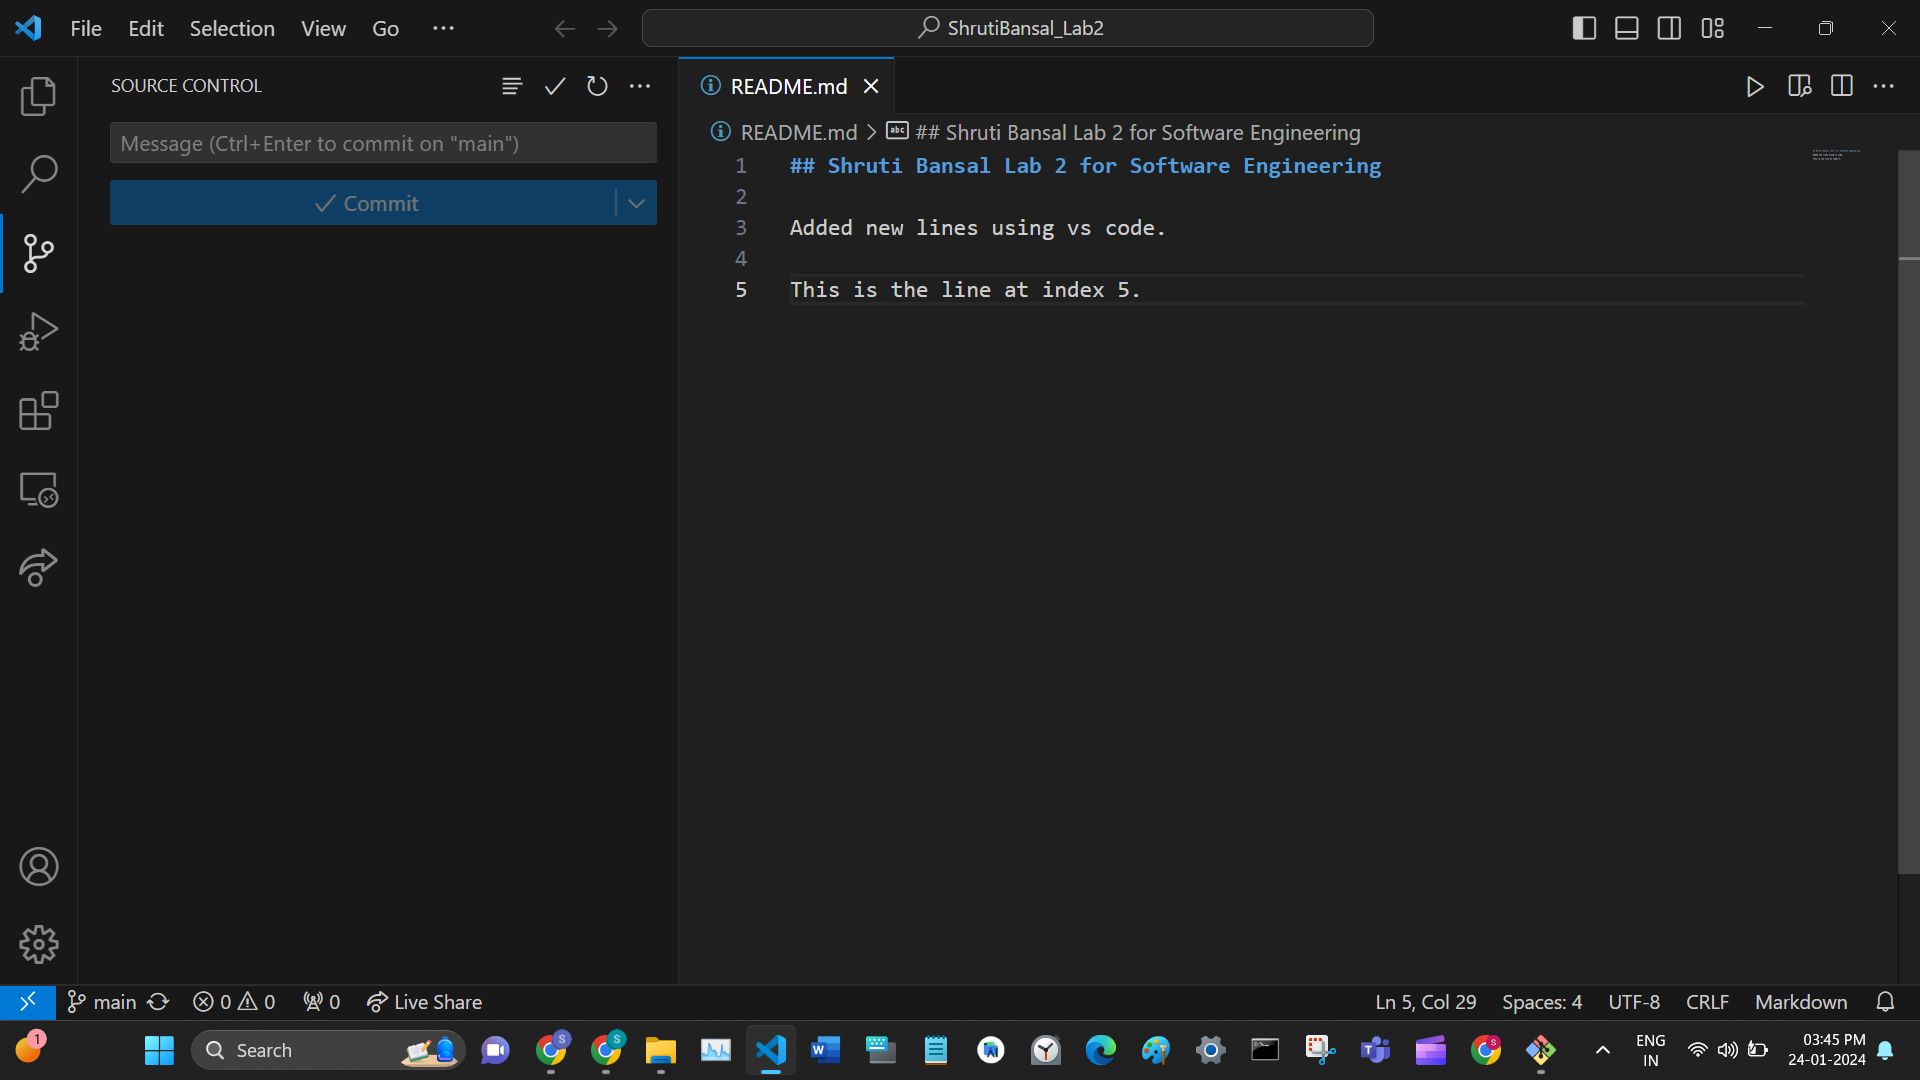 File Edit Selection View Go ··· ShrutiBansal_Lab2
SOURCE CONTROL
Message (Ctrl+Enter to commit on "main")
Commit
README.md
README.md > ## Shruti Bansal Lab 2 for Software Engineering
1 ## Shruti Bansal Lab 2 for Software Engineering
2
3 Added new lines using vs code.
4
5 This is the line at index 5.
main 0 0 0 Live Share Ln 5, Col 29 Spaces: 4 UTF-8 CRLF Markdown
1 Search ENG IN 03:45 PM
24-01-2024